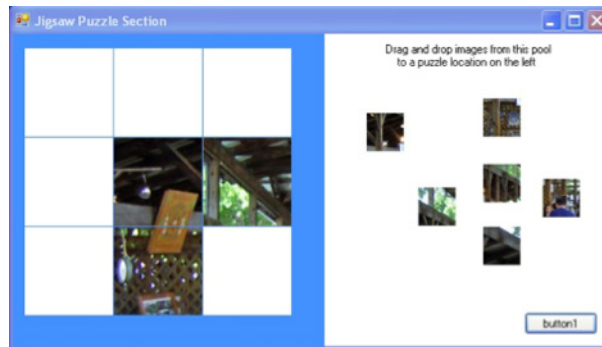 Jigsaw Puzzle Section
Drag and drop images from this pool
to a puzzle location on the left
button1